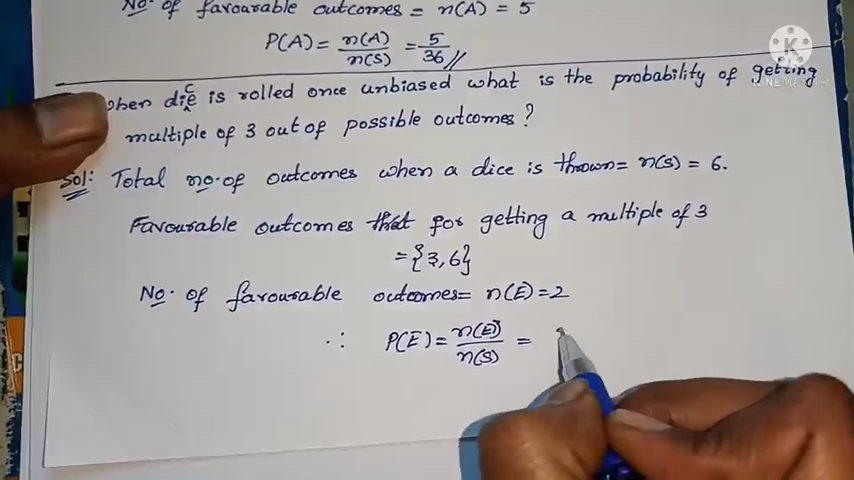 No. of favourable outcomes = n(A) = 5
P(A) = n(A)/n(S) = 5/36 //
K
KINEMASTER
when dice is rolled once unbiased what is the probability of getting
multiple of 3 out of possible outcomes?
Sol: Total no. of outcomes when a dice is thrown = n(S) = 6.
Favourable outcomes that for getting a multiple of 3
= {3, 6}
No. of favourable outcomes = n(E) = 2
∴ P(E) = n(E)/n(S) =